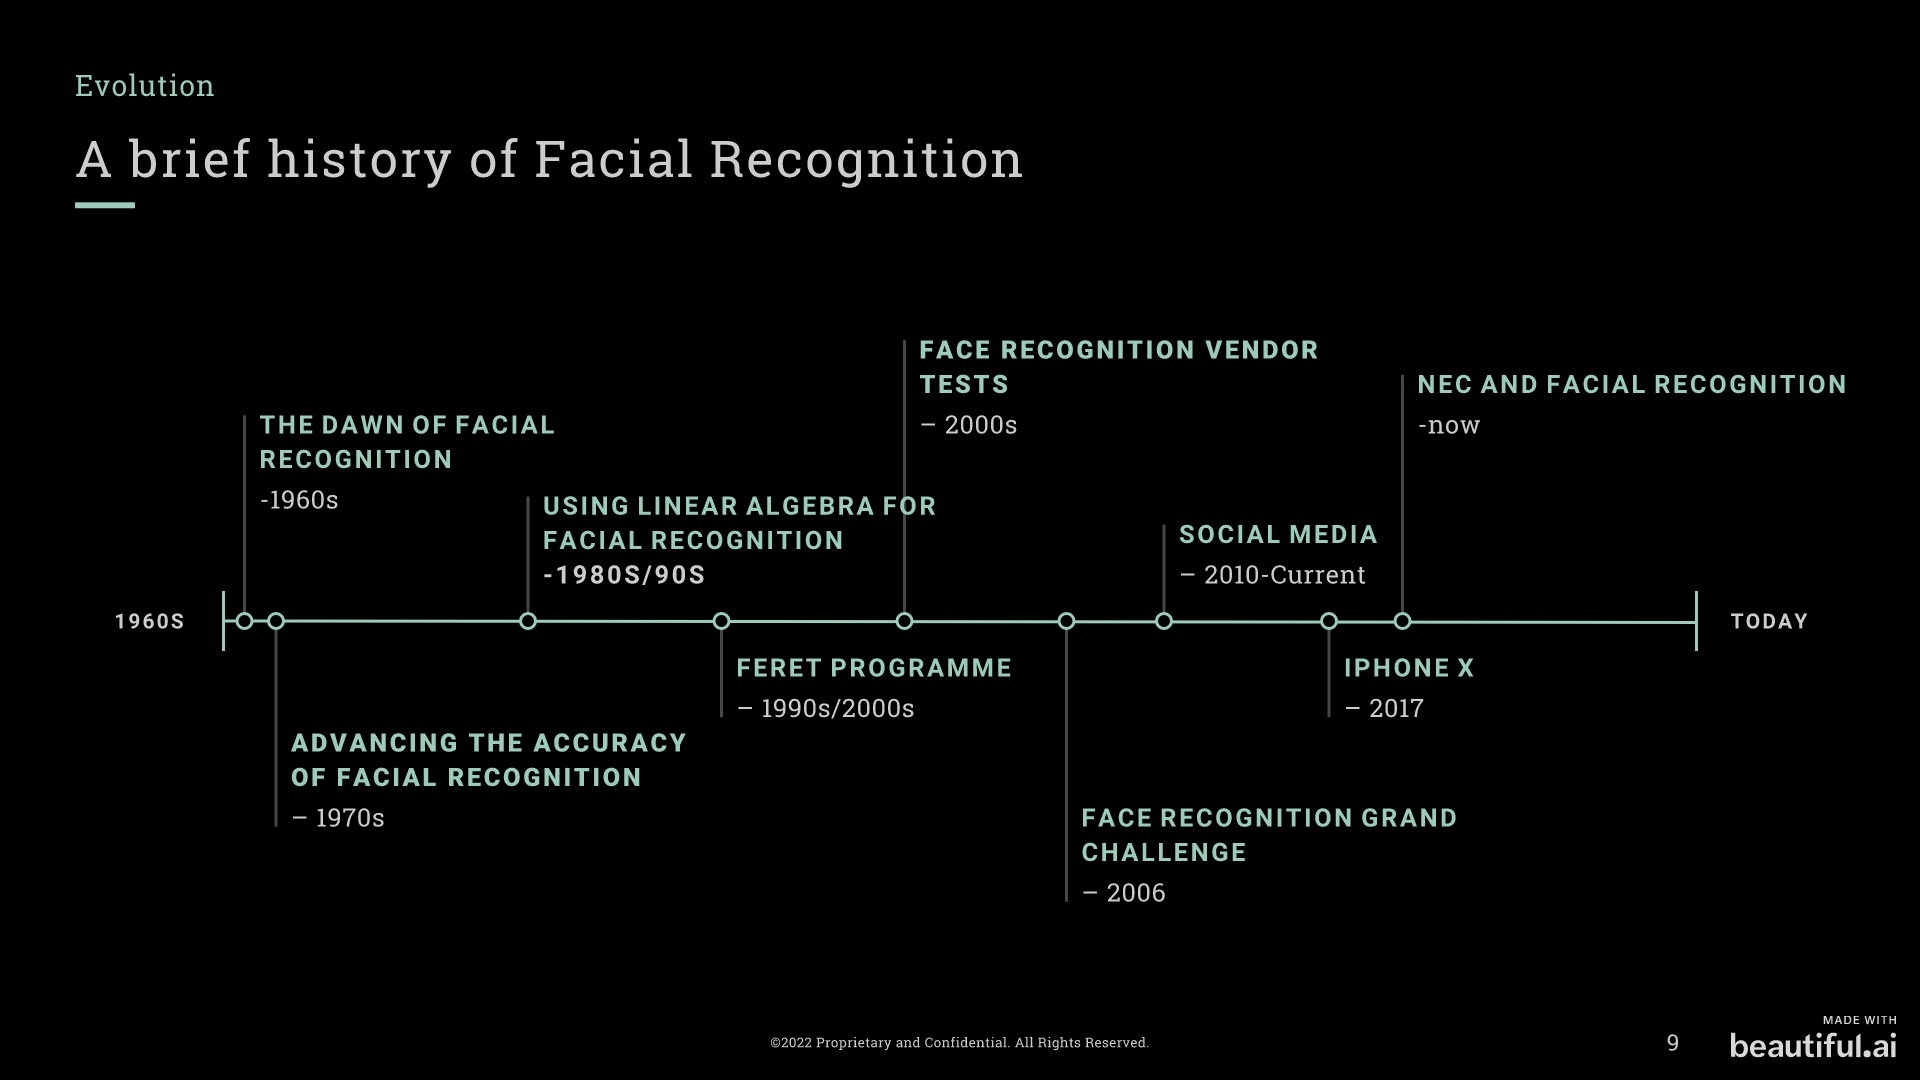 Evolution
A brief history of Facial Recognition
FACE RECOGNITION VENDOR
TESTS
– 2000s
NEC AND FACIAL RECOGNITION
-now
THE DAWN OF FACIAL
RECOGNITION
-1960s
USING LINEAR ALGEBRA FOR
FACIAL RECOGNITION
-1980S/90S
SOCIAL MEDIA
– 2010-Current
1960S
TODAY
FERET PROGRAMME
– 1990s/2000s
IPHONE X
– 2017
ADVANCING THE ACCURACY
OF FACIAL RECOGNITION
– 1970s
FACE RECOGNITION GRAND
CHALLENGE
– 2006
©2022 Proprietary and Confidential. All Rights Reserved.
9
MADE WITH
beautiful.ai